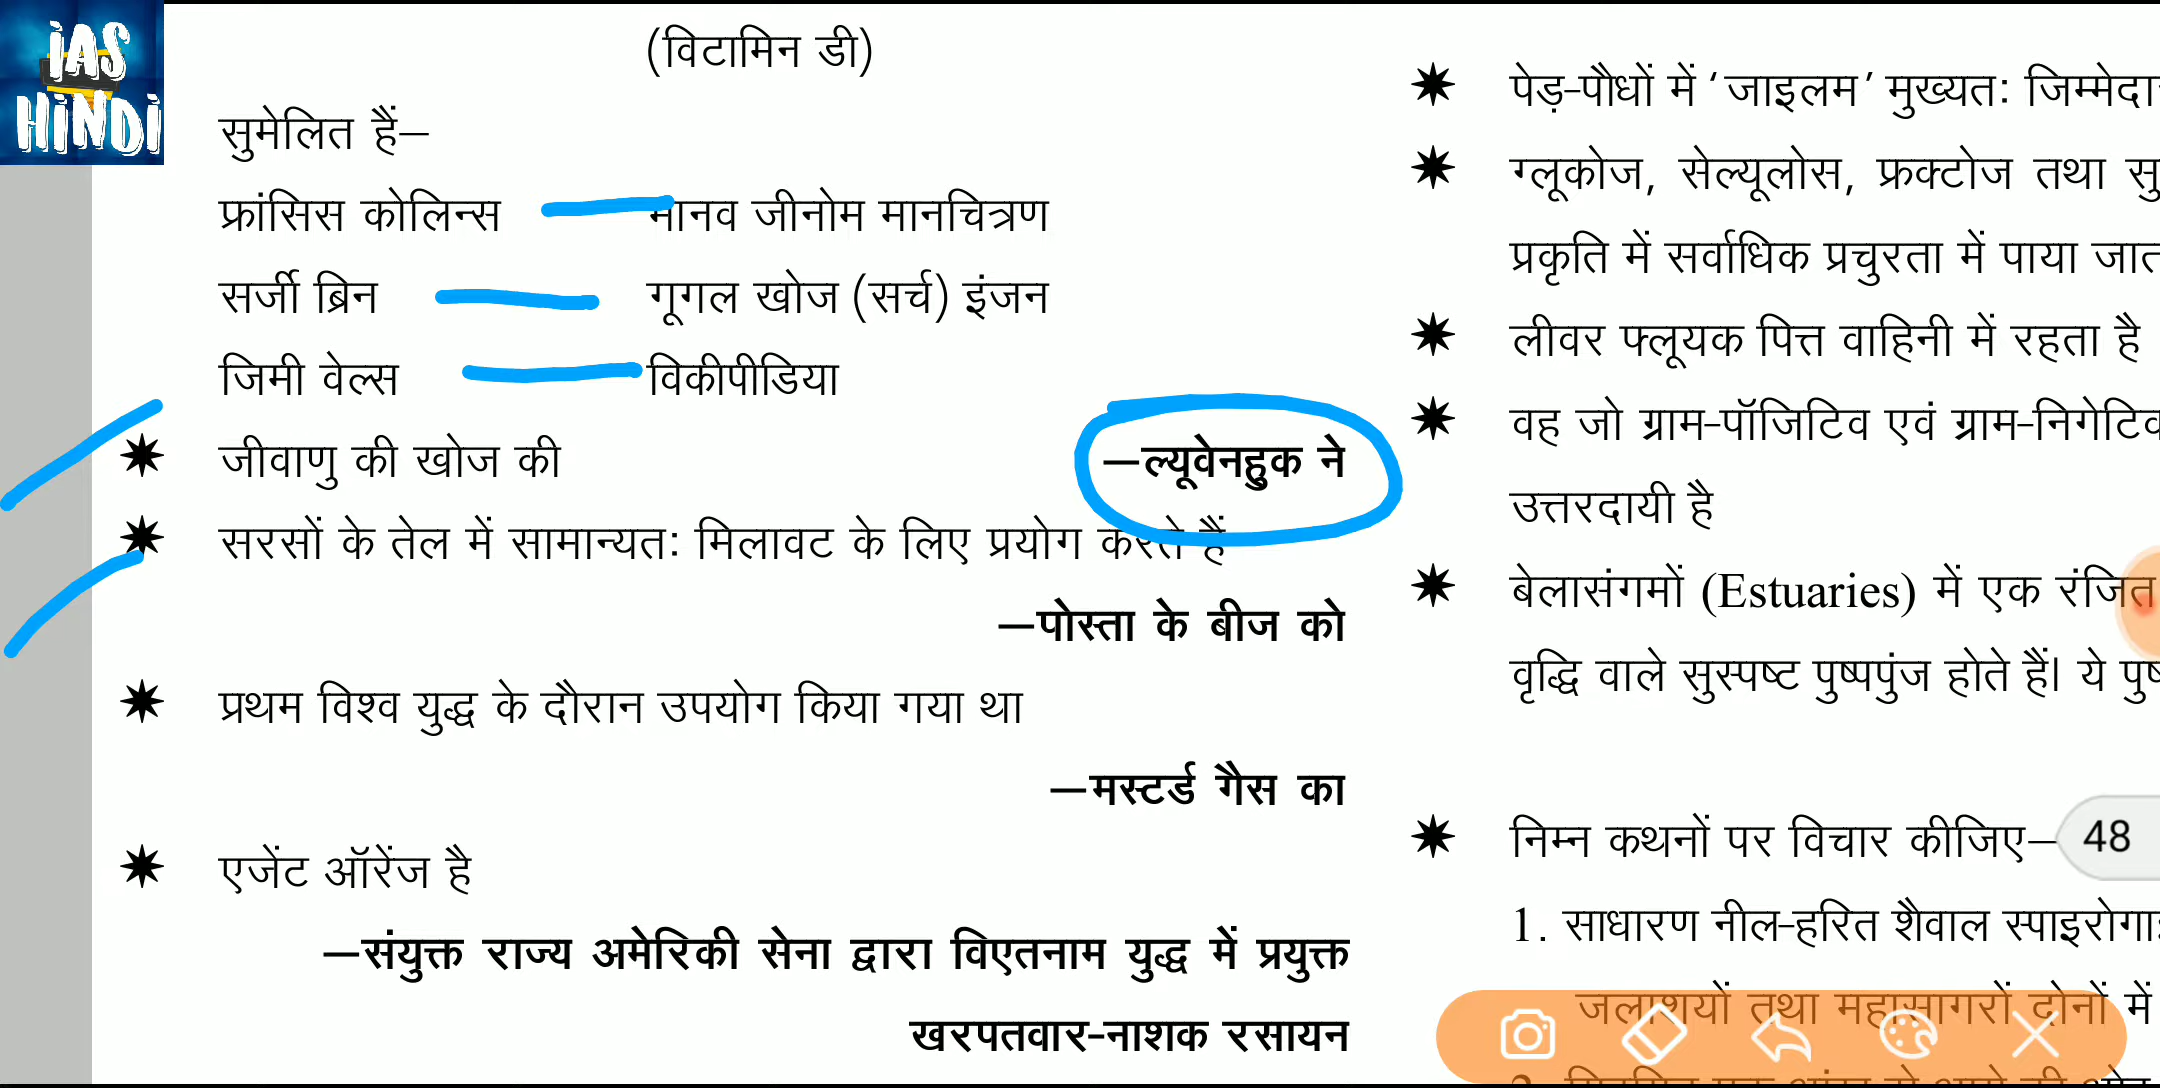 iAS
HiNDi
(विटामिन डी)
सुमेलित हैं—
फ्रांसिस कोलिन्स मानव जीनोम मानचित्रण
सर्जी ब्रिन गूगल खोज (सर्च) इंजन
जिमी वेल्स विकीपीडिया
जीवाणु की खोज की —ल्यूवेनहुक ने
सरसों के तेल में सामान्यतः मिलावट के लिए प्रयोग करते हैं
—पोस्ता के बीज को
प्रथम विश्व युद्ध के दौरान उपयोग किया गया था
—मस्टर्ड गैस का
एजेंट ऑरेंज है
—संयुक्त राज्य अमेरिकी सेना द्वारा विएतनाम युद्ध में प्रयुक्त
खरपतवार-नाशक रसायन
पेड़-पौधों में ‘जाइलम’ मुख्यतः
ग्लूकोज, सेल्यूलोस, फ्रक्टोज तथा
प्रकृति में सर्वाधिक प्रचुरता में पाया
लीवर फ्लूयक पित्त वाहिनी में रहता है
वह जो ग्राम-पॉजिटिव एवं
उत्तरदायी है
बेलासंगमों (Estuaries) में एक रंजित
वृद्धि वाले सुस्पष्ट पुष्पपुंज होते हैं। ये
निम्न कथनों पर विचार कीजिए—
48
1. साधारण नील-हरित शैवाल
जलाशयों तथा महासागरों दोनों में